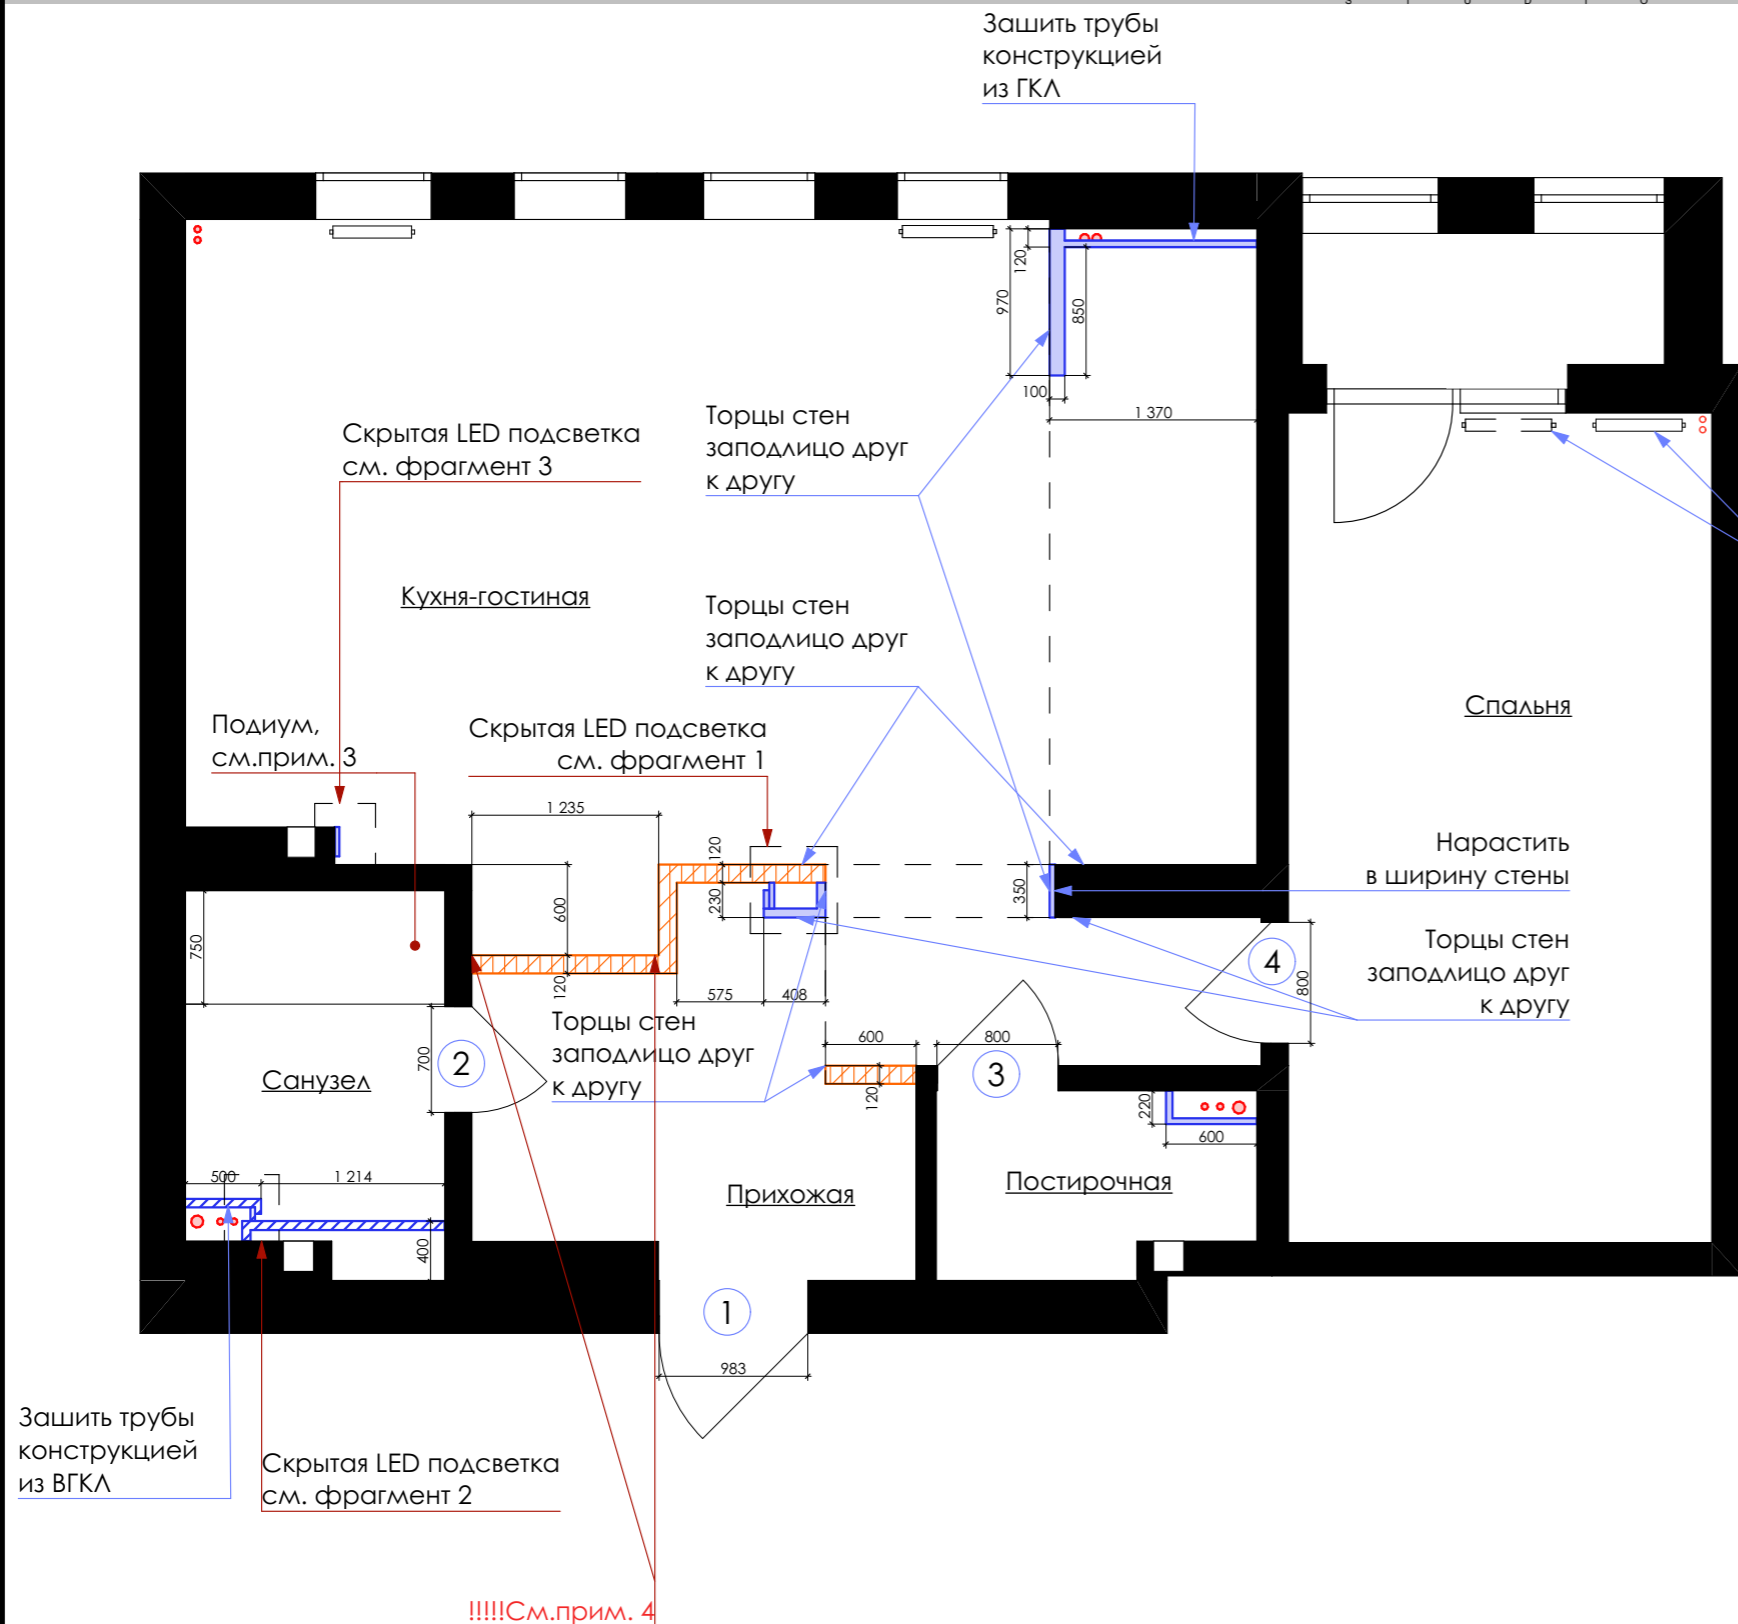 Зашить трубы
конструкцией
из ГКЛ
120
970
850
100
1 370
Торцы стен
заподлицо друг
к другу
Скрытая LED подсветка
см. фрагмент 3
Кухня-гостиная
Торцы стен
заподлицо друг
к другу
Спальня
Подиум,
см.прим. 3
Скрытая LED подсветка
см. фрагмент 1
1 235
120
600
230
350
Нарастить
в ширину стены
750
120
575
408
4
800
Торцы стен
заподлицо друг
к другу
Торцы стен
заподлицо друг
к другу
700
2
600
800
3
120
Санузел
220
600
500
1 214
Прихожая
Постирочная
400
1
983
Зашить трубы
конструкцией
из ВГКЛ
Скрытая LED подсветка
см. фрагмент 2
!!!!!См.прим. 4